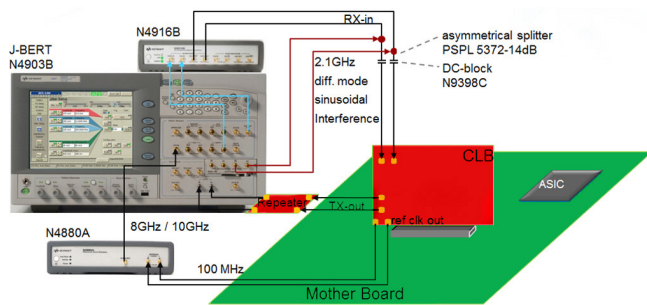 N4916B
RX-in
J-BERT
N4903B
asymmetrical splitter
PSPL 5372-14dB
2.1GHz
diff. mode
sinusoidal
Interference
DC-block
N9398C
CLB
ASIC
Repeater
TX-out
ref clk out
8GHz / 10GHz
N4880A
100 MHz
Mother Board